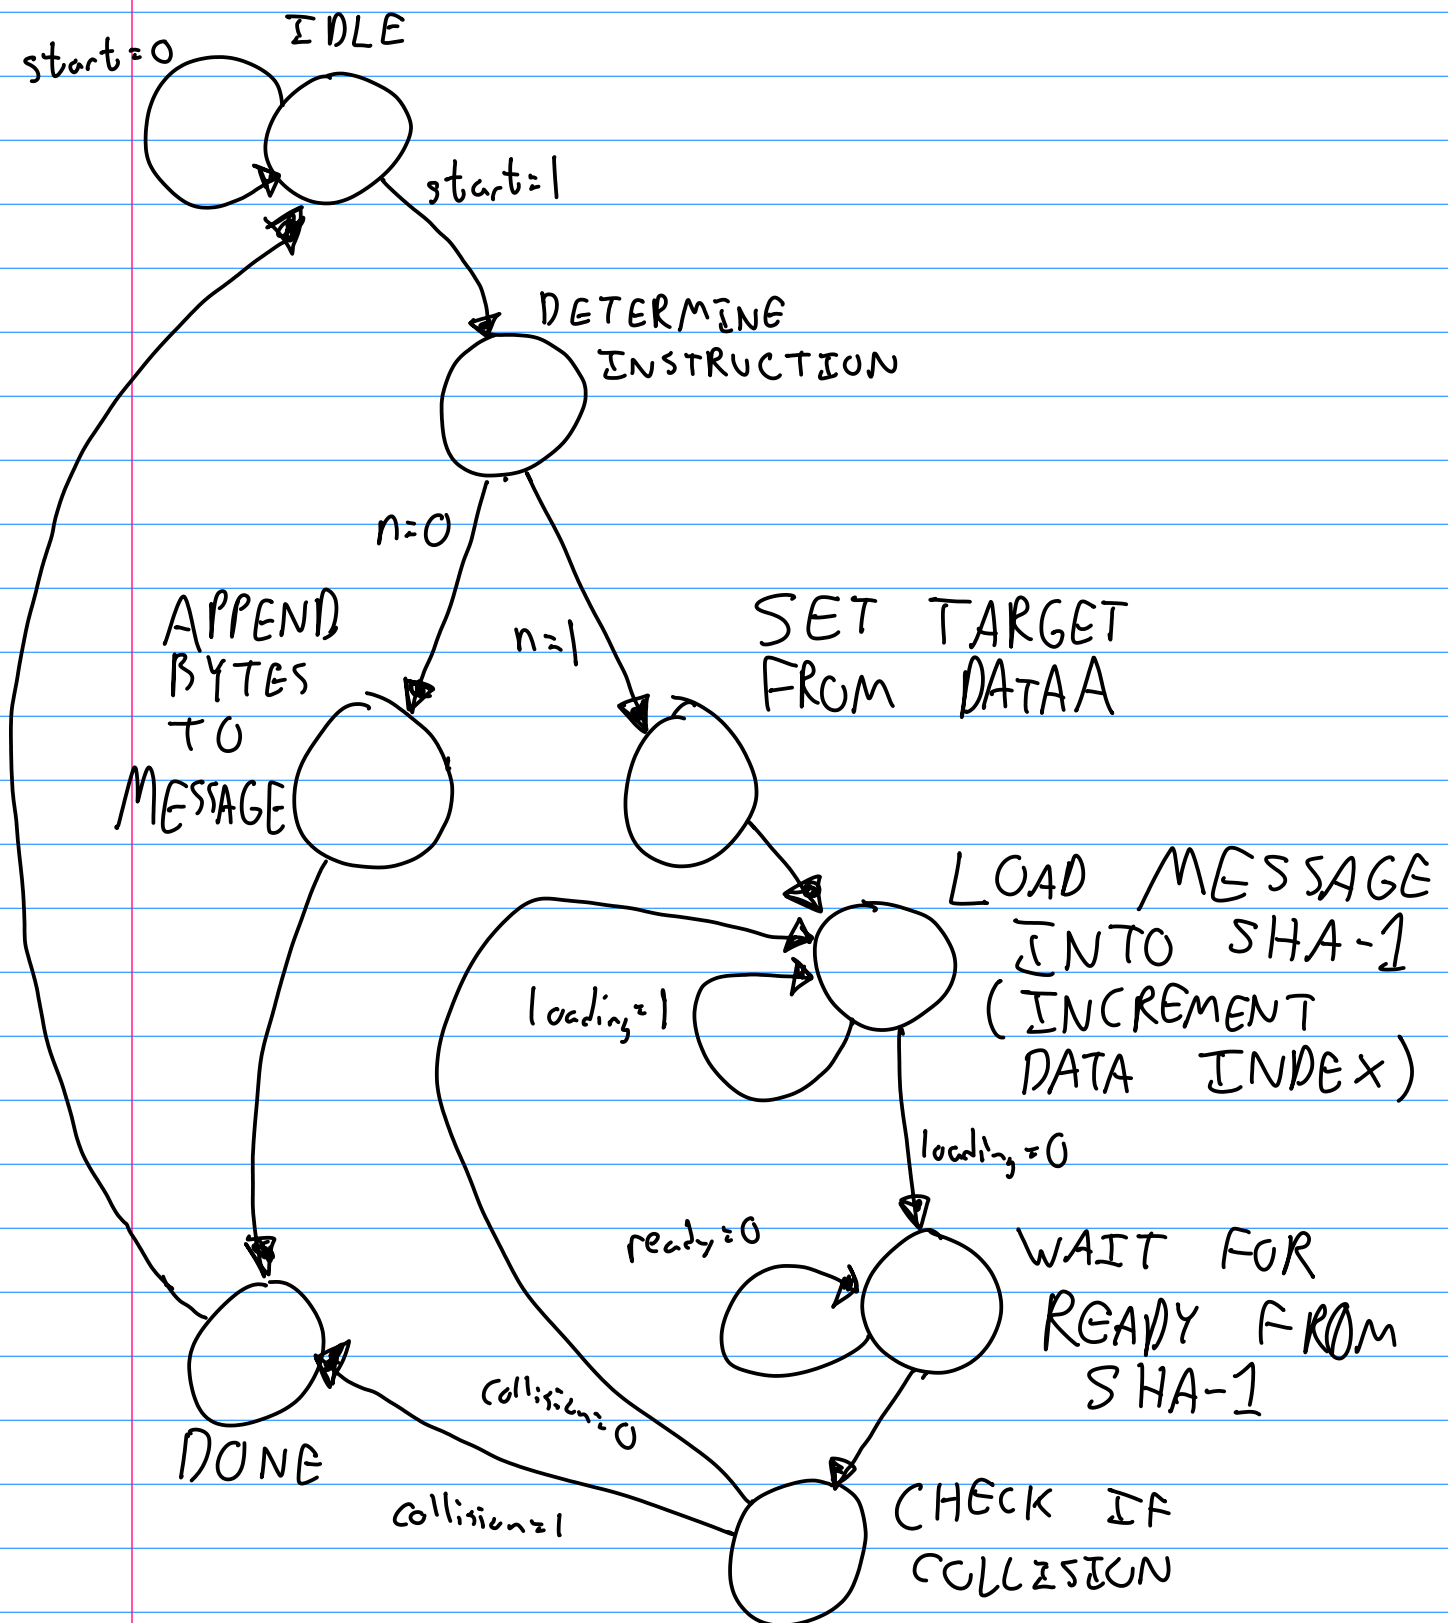 IDLE
start=0
start=1
DETERMINE
INSTRUCTION
n=0
n=1
APPEND
BYTES
TO
MESSAGE
SET TARGET
FROM DATAA
LOAD MESSAGE
INTO SHA-1
(INCREMENT
DATA INDEX)
loading=1
loading=0
ready=0
WAIT FOR
READY FROM
SHA-1
collision=0
collision=1
DONE
CHECK IF
COLLISION